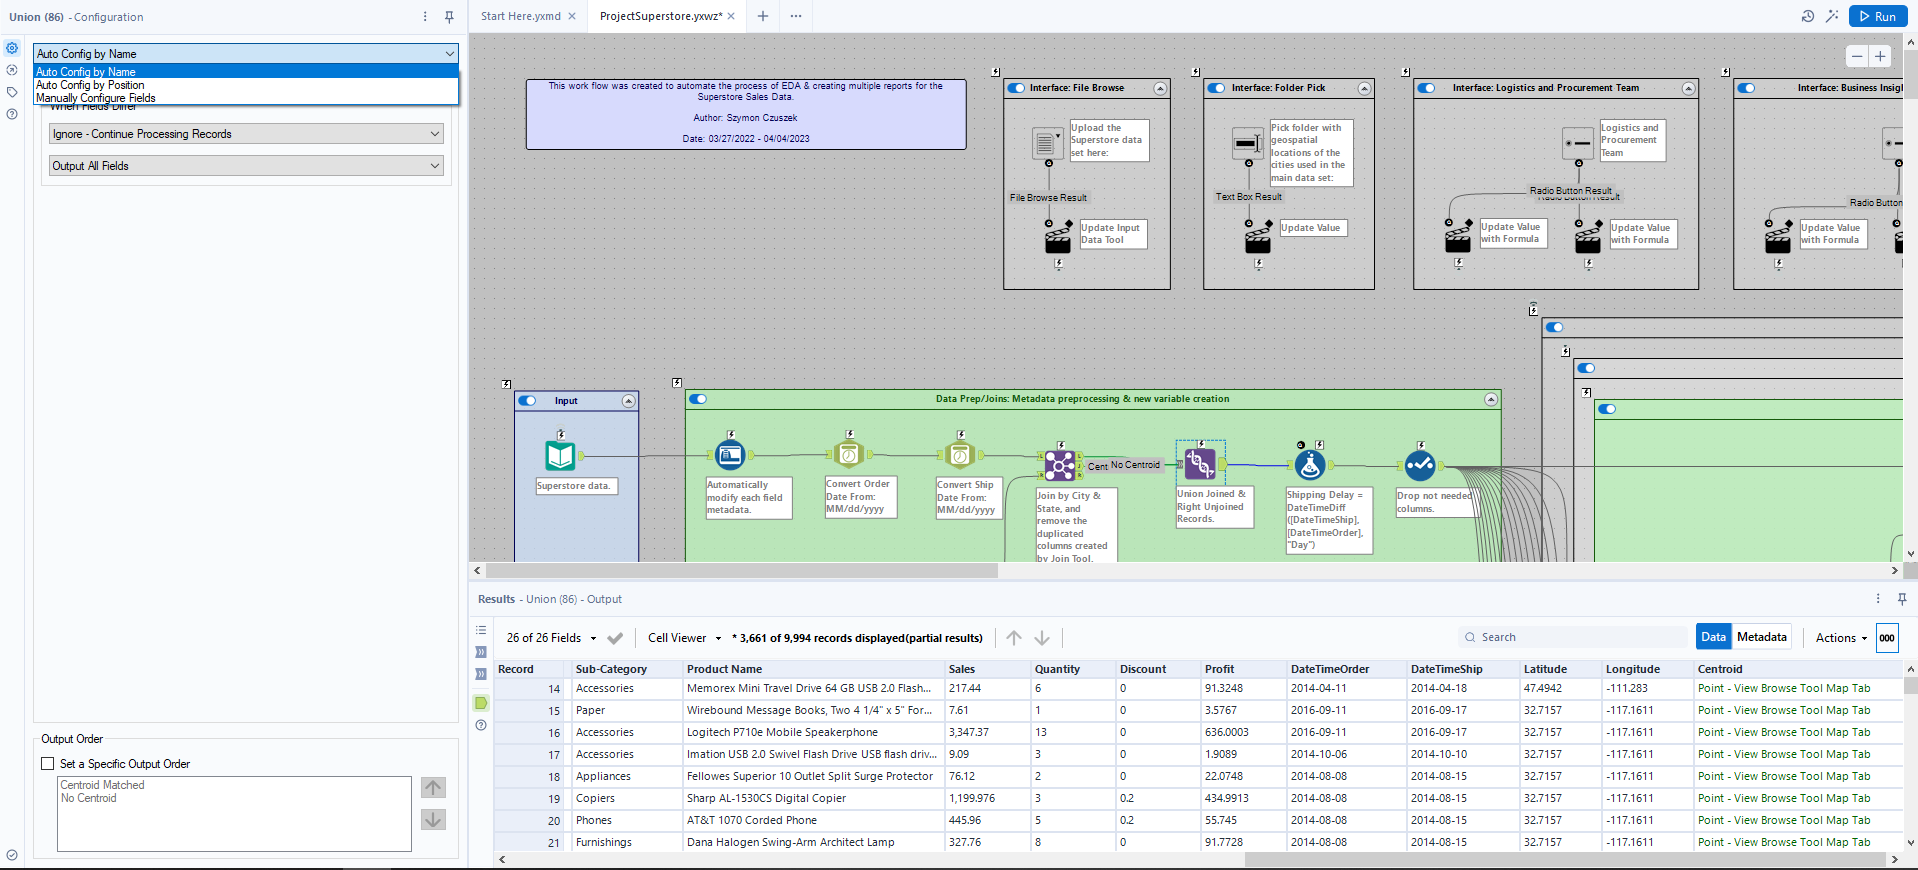 Union (86) - Configuration
Auto Config by Name
Auto Config by Name
Auto Config by Position
Manually Configure Fields
When Fields Differ
Ignore - Continue Processing Records
Output All Fields
Output Order
Set a Specific Output Order
Centroid Matched
No Centroid
Start Here.yxmd
ProjectSuperstore.yxwz*
Run
This work flow was created to automate the process of EDA & creating multiple reports for the
Superstore Sales Data.
Author: Szymon Czuszek
Date: 03/27/2022 - 04/04/2023
Interface: File Browse
Upload the
Superstore data
set here:
File Browse Result
Update Input
Data Tool
Interface: Folder Pick
Pick folder with
geospatial
locations of the
cities used in the
main data set:
Text Box Result
Update Value
Interface: Logistics and Procurement Team
Logistics and
Procurement
Team
Radio Button Result
Radio Button Result
Update Value
with Formula
Update Value
with Formula
Interface: Business Insigl
Radio Button
Update Value
with Formula
Input
Superstore data.
Data Prep/Joins: Metadata preprocessing & new variable creation
Automatically
modify each field
metadata.
Convert Order
Date From:
MM/dd/yyyy
Convert Ship
Date From:
MM/dd/yyyy
Cent
No Centroid
Join by City &
State, and
remove the
duplicated
columns created
by Join Tool.
Union Joined &
Right Unjoined
Records.
Shipping Delay =
DateTimeDiff
([DateTimeShip],
[DateTimeOrder],
"Day")
Drop not needed
columns.
Results - Union (86) - Output
26 of 26 Fields
Cell Viewer
* 3,661 of 9,994 records displayed(partial results)
Search
Data
Metadata
Actions
000
Record Sub-Category Product Name Sales Quantity Discount Profit DateTimeOrder DateTimeShip Latitude Longitude Centroid
14 Accessories Memorex Mini Travel Drive 64 GB USB 2.0 Flash... 217.44 6 0 91.3248 2014-04-11 2014-04-18 47.4942 -111.283 Point - View Browse Tool Map Tab
15 Paper Wirebound Message Books, Two 4 1/4" x 5" For... 7.61 1 0 3.5767 2016-09-11 2016-09-17 32.7157 -117.1611 Point - View Browse Tool Map Tab
16 Accessories Logitech P710e Mobile Speakerphone 3,347.37 13 0 636.0003 2016-09-11 2016-09-17 32.7157 -117.1611 Point - View Browse Tool Map Tab
17 Accessories Imation USB 2.0 Swivel Flash Drive USB flash driv... 9.09 3 0 1.9089 2014-10-06 2014-10-10 32.7157 -117.1611 Point - View Browse Tool Map Tab
18 Appliances Fellowes Superior 10 Outlet Split Surge Protector 76.12 2 0 22.0748 2014-08-08 2014-08-15 32.7157 -117.1611 Point - View Browse Tool Map Tab
19 Copiers Sharp AL-1530CS Digital Copier 1,199.976 3 0.2 434.9913 2014-08-08 2014-08-15 32.7157 -117.1611 Point - View Browse Tool Map Tab
20 Phones AT&T 1070 Corded Phone 445.96 5 0.2 55.745 2014-08-08 2014-08-15 32.7157 -117.1611 Point - View Browse Tool Map Tab
21 Furnishings Dana Halogen Swing-Arm Architect Lamp 327.76 8 0 91.7728 2014-08-08 2014-08-15 32.7157 -117.1611 Point - View Browse Tool Map Tab